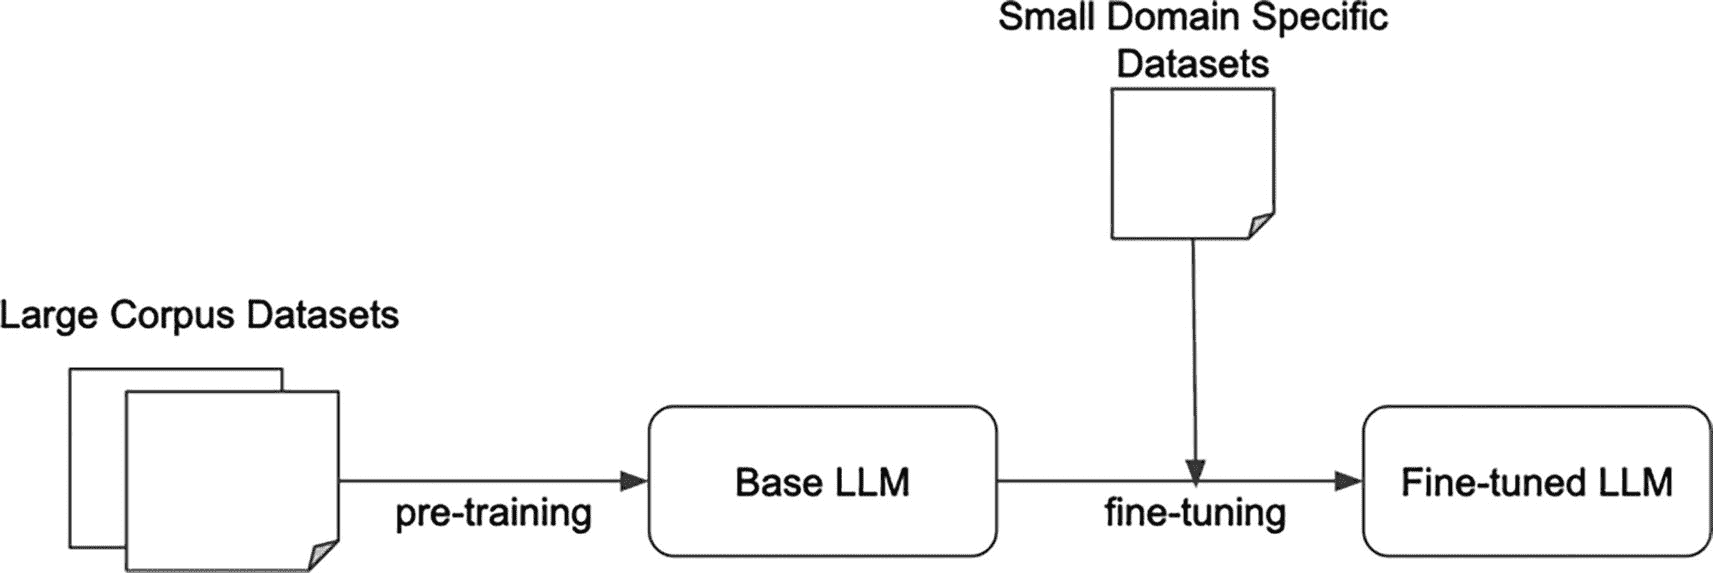 Small Domain Specific
Datasets
Large Corpus Datasets
pre-training
Base LLM
fine-tuning
Fine-tuned LLM